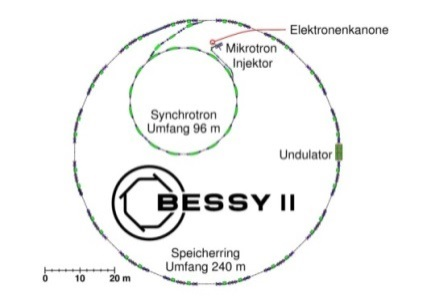 Elektronenkanone
Mikrotron
Injektor
Synchrotron
Umfang 96 m
Undulator
BESSY II
Speicherring
Umfang 240 m
0 10 20 m